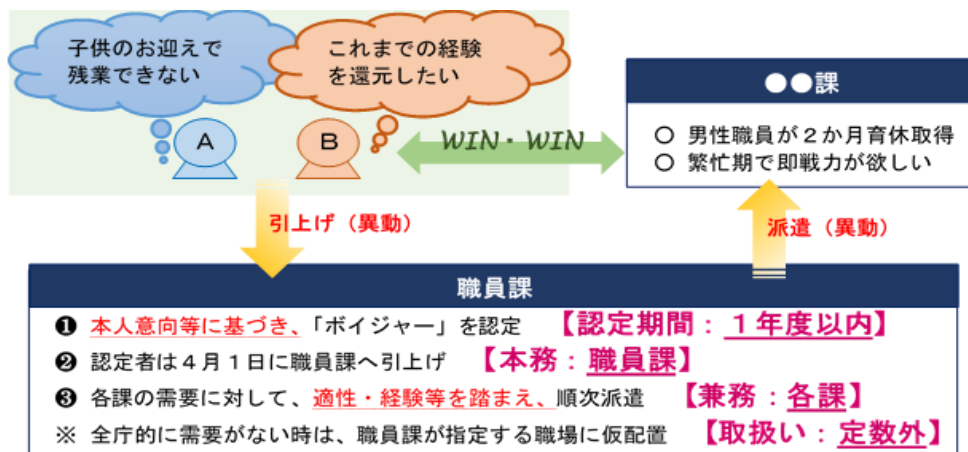 子供のお迎えで
残業できない
これまでの経験
を還元したい
A
B
WIN・WIN
●●課
○ 男性職員が２か月育休取得
○ 繁忙期で即戦力が欲しい
引上げ（異動）
派遣（異動）
職員課
❶ 本人意向等に基づき、「ボイジャー」を認定 【認定期間：１年度以内】
❷ 認定者は４月１日に職員課へ引上げ 【本務：職員課】
❸ 各課の需要に対して、適性・経験等を踏まえ、順次派遣 【兼務：各課】
※ 全庁的に需要がない時は、職員課が指定する職場に仮配置 【取扱い：定数外】